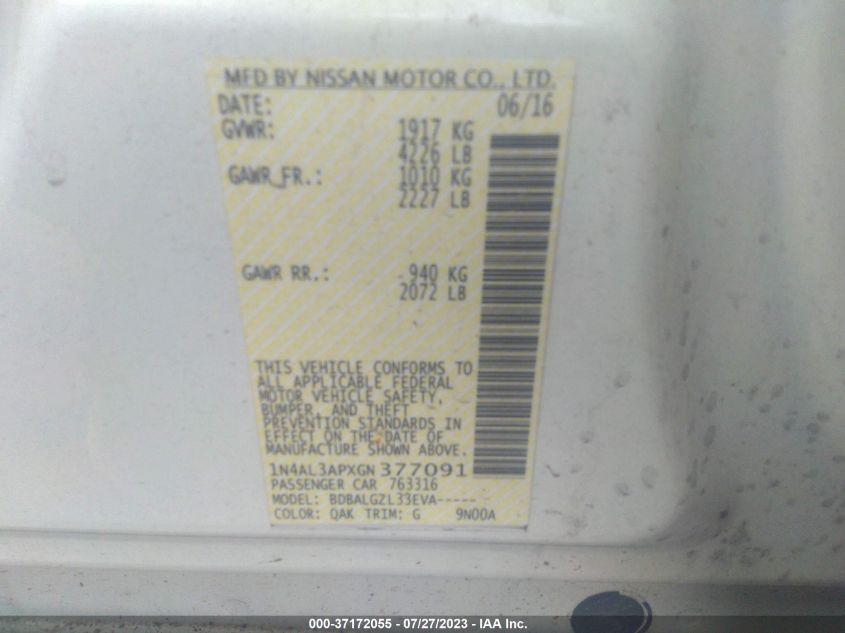 MFD BY NISSAN MOTOR CO., LTD.
DATE: 06/16
GVWR: 1917 KG
4226 LB
GAWR FR.: 1010 KG
2227 LB
GAWR RR.: 940 KG
2072 LB
THIS VEHICLE CONFORMS TO
ALL APPLICABLE FEDERAL
MOTOR VEHICLE SAFETY,
BUMPER, AND THEFT
PREVENTION STANDARDS IN
EFFECT ON THE DATE OF
MANUFACTURE SHOWN ABOVE.
1N4AL3APXGN377091
PASSENGER CAR 763316
MODEL: BDBALGZL33EVA-----
COLOR: QAK TRIM: G 9N00A
000-37172055 - 07/27/2023 - IAA Inc.